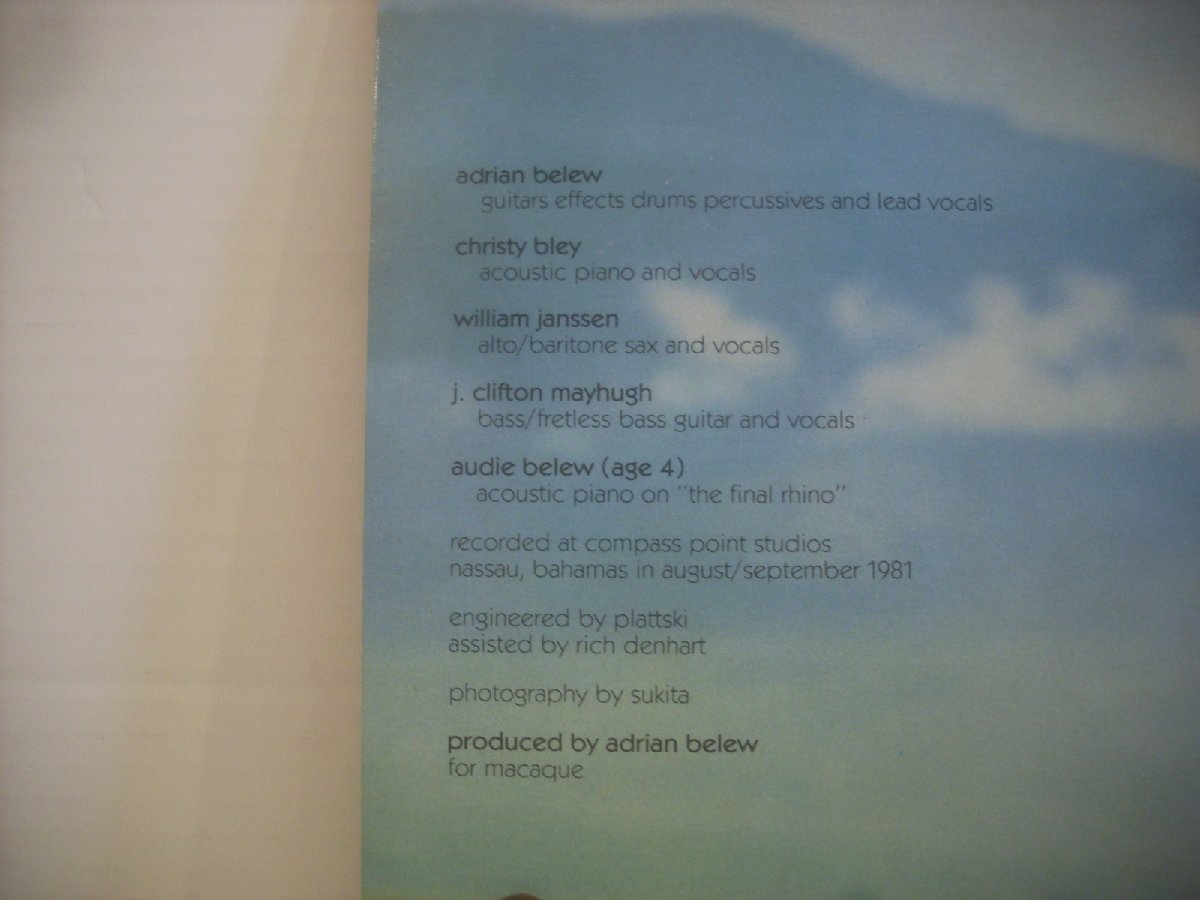 adrian belew
guitars effects drums percussives and lead vocals
christy bley
acoustic piano and vocals
william janssen
alto/baritone sax and vocals
j. clifton mayhugh
bass/fretless bass guitar and vocals
audie belew (age 4)
acoustic piano on "the final rhino"
recorded at compass point studios
nassau, bahamas in august/september 1981
engineered by plattski
assisted by rich denhart
photography by sukita
produced by adrian belew
for macaque